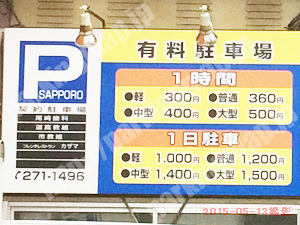 P
SAPPORO
契約駐車場
尾崎歯科
道高教組
市教組
フレンチレストラン カザマ
271-1496
有料駐車場
1時間
●軽 300円 ●普通 360円
●中型 400円 ●大型 500円
1日駐車
●軽 1,000円 ●普通 1,200円
●中型 1,400円 ●大型 1,500円
2015-05-13撮影